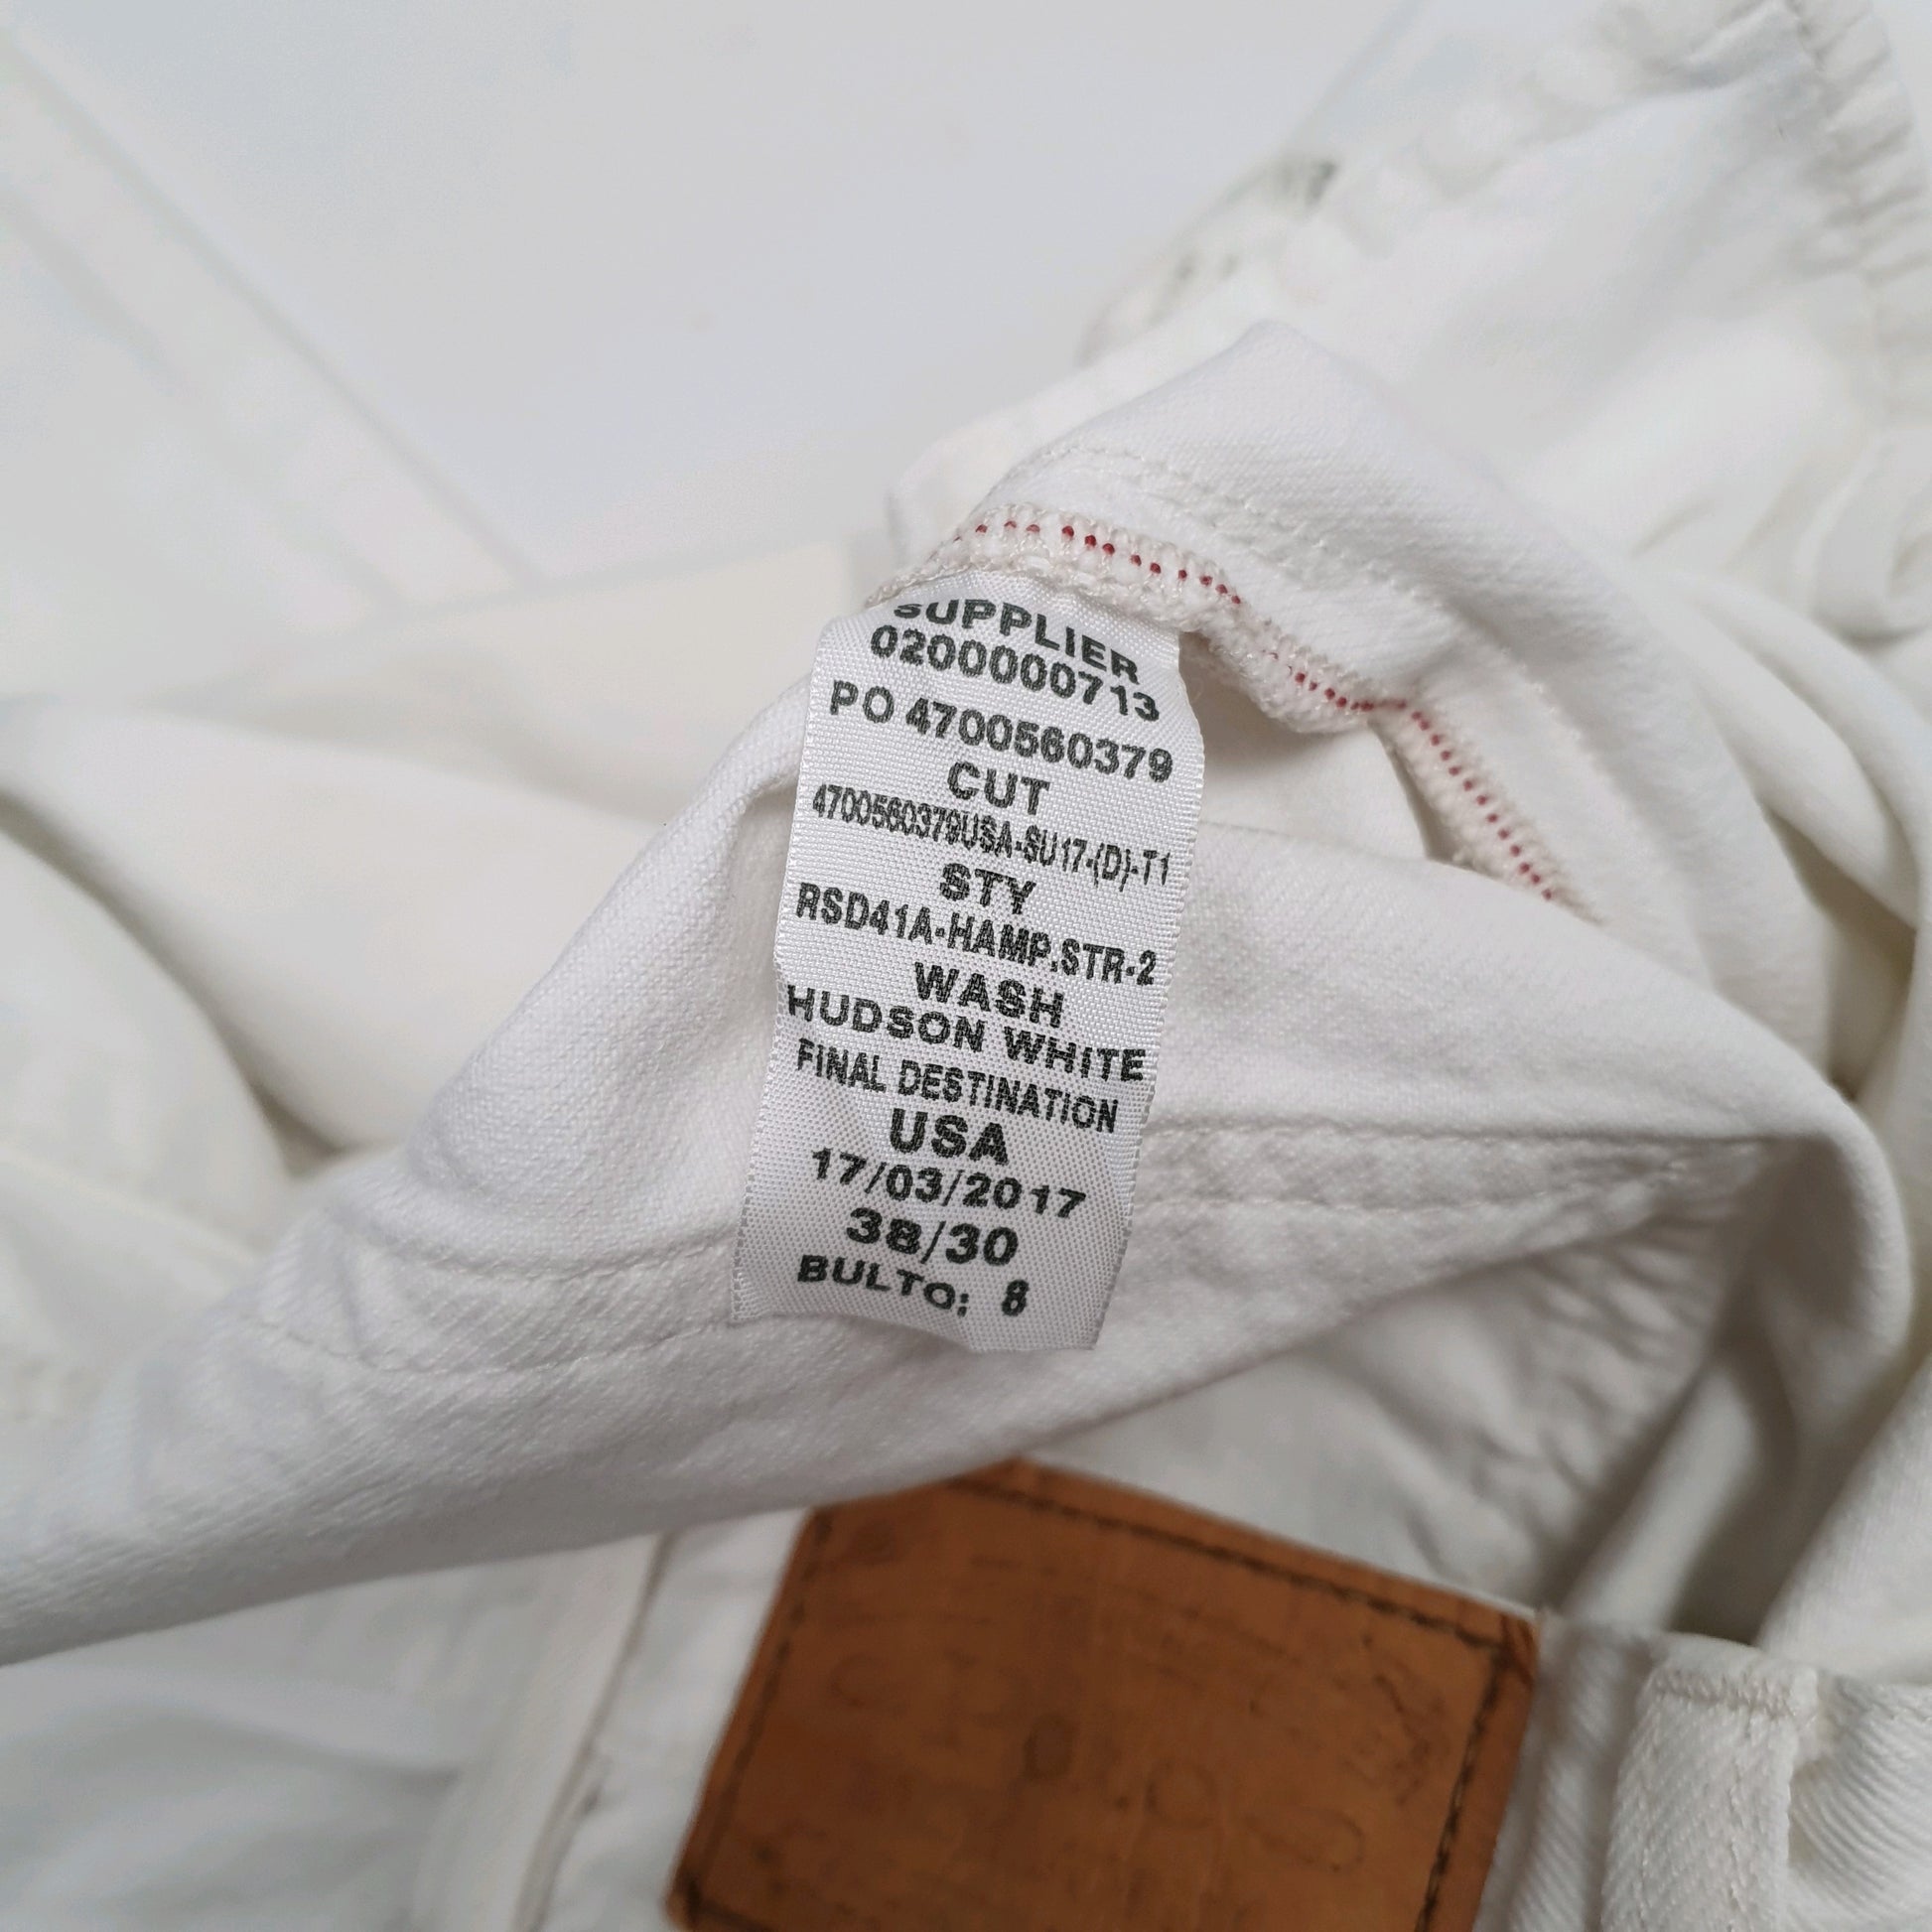 SUPPLIER
0200000713
PO 4700560379
CUT
4700560379USA-SU17-(D)-T1
STY
RSD41A-HAMP.STR-2
WASH
HUDSON WHITE
FINAL DESTINATION
USA
17/03/2017
38/30
BULTO: 8